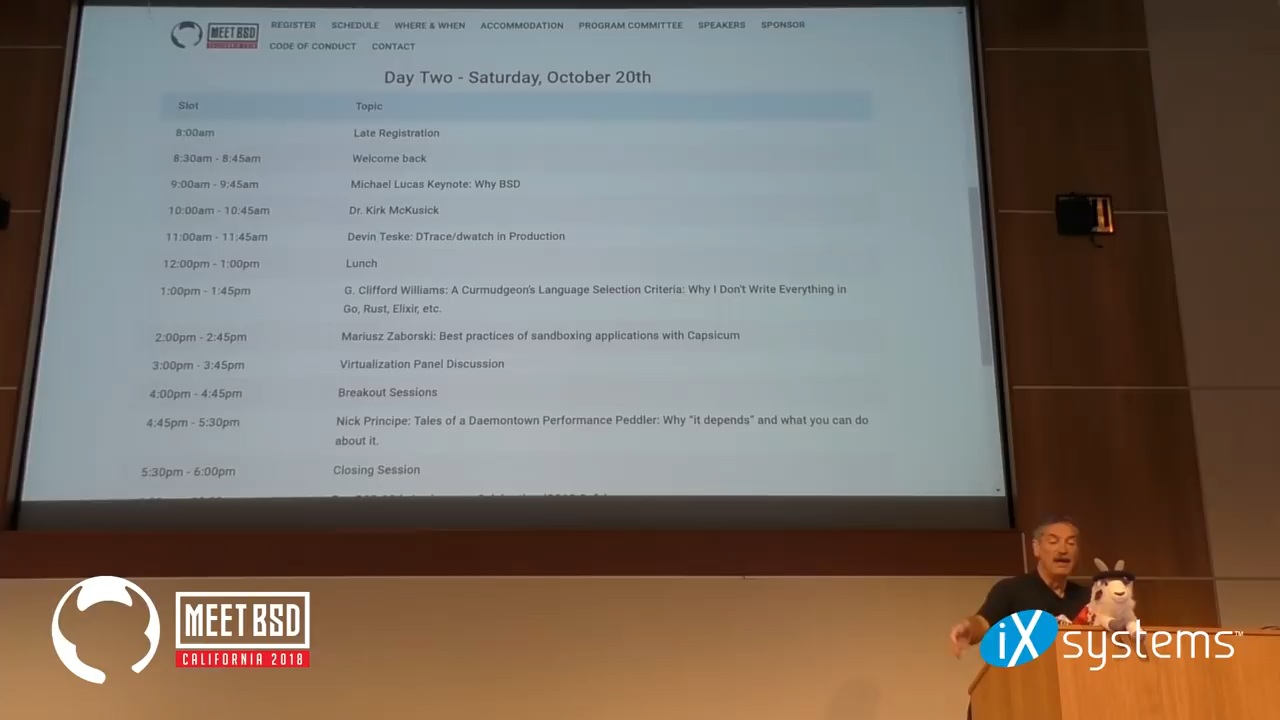 MEET BSD
CALIFORNIA 2018
REGISTER SCHEDULE WHERE & WHEN ACCOMMODATION PROGRAM COMMITTEE SPEAKERS SPONSOR
CODE OF CONDUCT CONTACT
Day Two - Saturday, October 20th
Slot Topic
8:00am Late Registration
8:30am - 8:45am Welcome back
9:00am - 9:45am Michael Lucas Keynote: Why BSD
10:00am - 10:45am Dr. Kirk McKusick
11:00am - 11:45am Devin Teske: DTrace/dwatch in Production
12:00pm - 1:00pm Lunch
1:00pm - 1:45pm G. Clifford Williams: A Curmudgeon's Language Selection Criteria: Why I Don't Write Everything in
Go, Rust, Elixir, etc.
2:00pm - 2:45pm Mariusz Zaborski: Best practices of sandboxing applications with Capsicum
3:00pm - 3:45pm Virtualization Panel Discussion
4:00pm - 4:45pm Breakout Sessions
4:45pm - 5:30pm Nick Principe: Tales of a Daemontown Performance Peddler: Why "it depends" and what you can do
about it.
5:30pm - 6:00pm Closing Session
MEET BSD
CALIFORNIA 2018
iX systems™